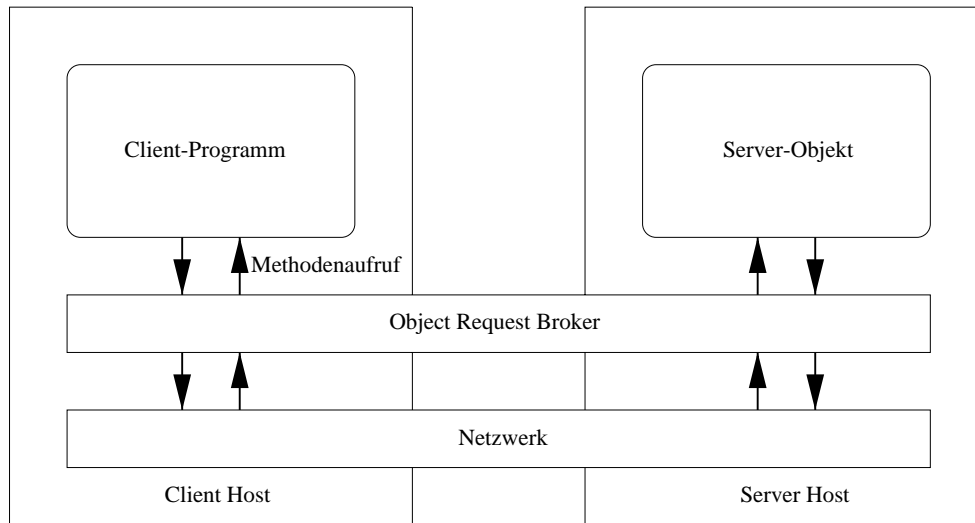 Client-Programm
Server-Objekt
Methodenaufruf
Object Request Broker
Netzwerk
Client Host
Server Host